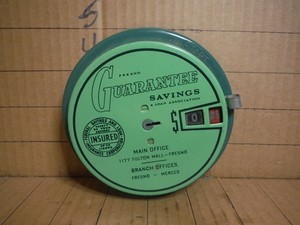 FRESNO
GUARANTEE
SAVINGS
& LOAN ASSOCIATION
$ 0
INSURED
MAIN OFFICE
1177 FULTON MALL - FRESNO
BRANCH OFFICES
FRESNO - MERCED